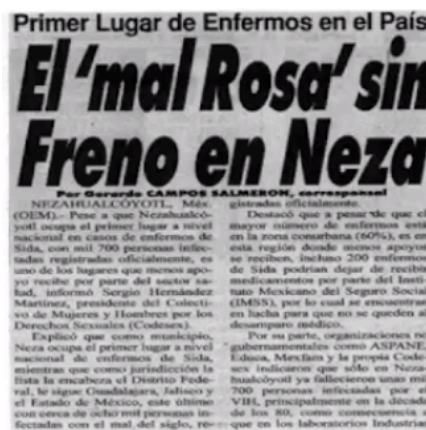 Primer Lugar de Enfermos en el País
El 'mal Rosa' sin
Freno en Neza
Por Gerardo CAMPOS SALMERON, corresponsal
NEZAHUALCÓYOTL, Méx.
(OEM).- Pese a que Nezahualcó-
yotl ocupa el primer lugar a nivel
nacional en casos de enfermos de
Sida, con mil 700 personas infec-
tadas registradas oficialmente, es
uno de los lugares que menos apo-
yo recibe por parte del sector sa-
lud, informó Sergio Hernández
Martínez, presidente del Colecti-
vo de Mujeres y Hombres por los
Derechos Sexuales (Codesex).
Explicó que como municipio,
Neza ocupa el primer lugar a nivel
nacional de enfermos de Sida,
mientras que como jurisdicción la
lista la encabeza el Distrito Fede-
ral, le sigue Guadalajara, Jalisco y
el Estado de México, este último
con cerca de ocho mil personas in-
fectadas con el mal del siglo, re-
gistradas oficialmente.
Destacó que a pesar de que el
mayor número de enfermos está
en la zona conurbana (60%), es en
esta región donde menos apoyos
se reciben, incluso 200 enfermos
de Sida podrían dejar de recibir
medicamentos por parte del Insti-
tuto Mexicano del Seguro Social
(IMSS), por lo cual se encuentran
en lucha para que no se queden al
desamparo médico.
Por su parte, organizaciones no
gubernamentales como ASPANE,
Educa, Mexfam y la propia Code-
sex indicaron que sólo en Neza-
hualcóyotl ya fallecieron unas mil
700 personas infectadas por el
VIH, principalmente en la década
de los 80, como consecuencia a
que en los laboratorios Industrial